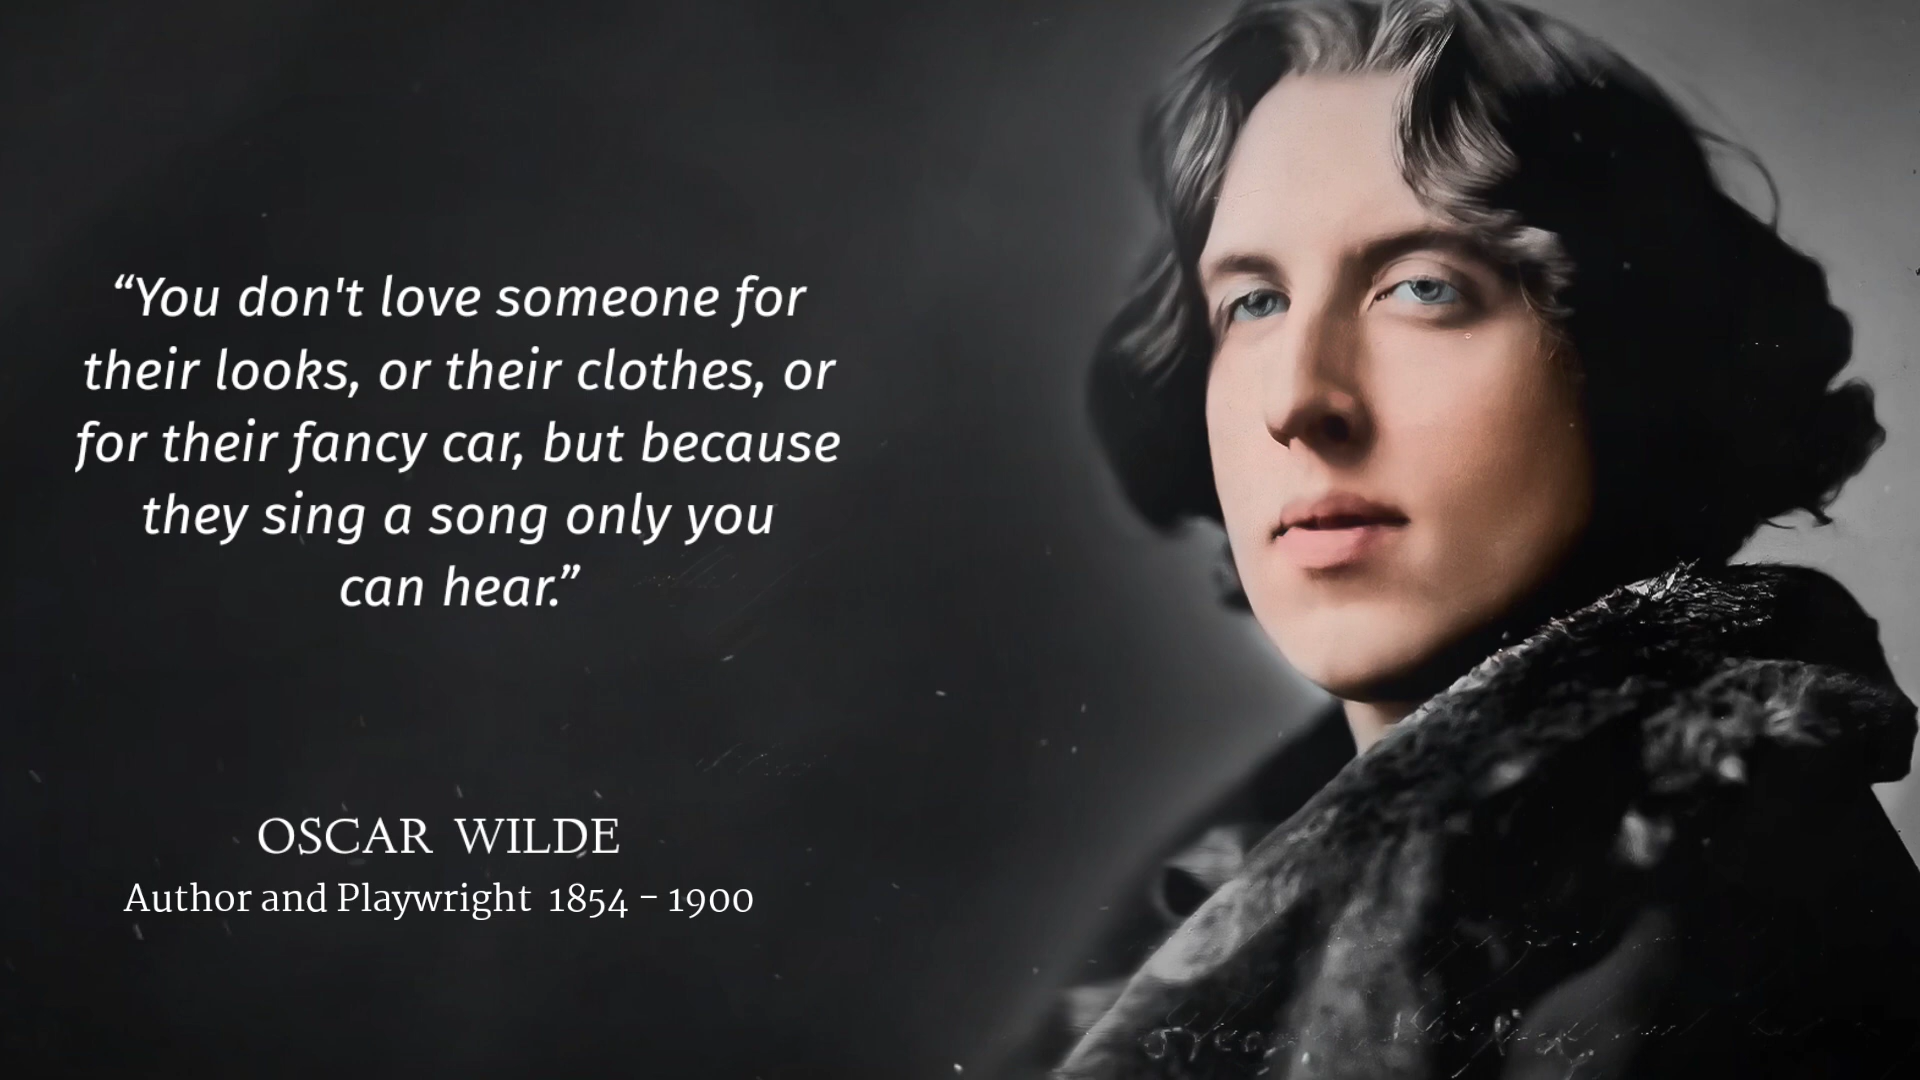 “You don't love someone for
their looks, or their clothes, or
for their fancy car, but because
they sing a song only you
can hear.”
OSCAR WILDE
Author and Playwright 1854 – 1900